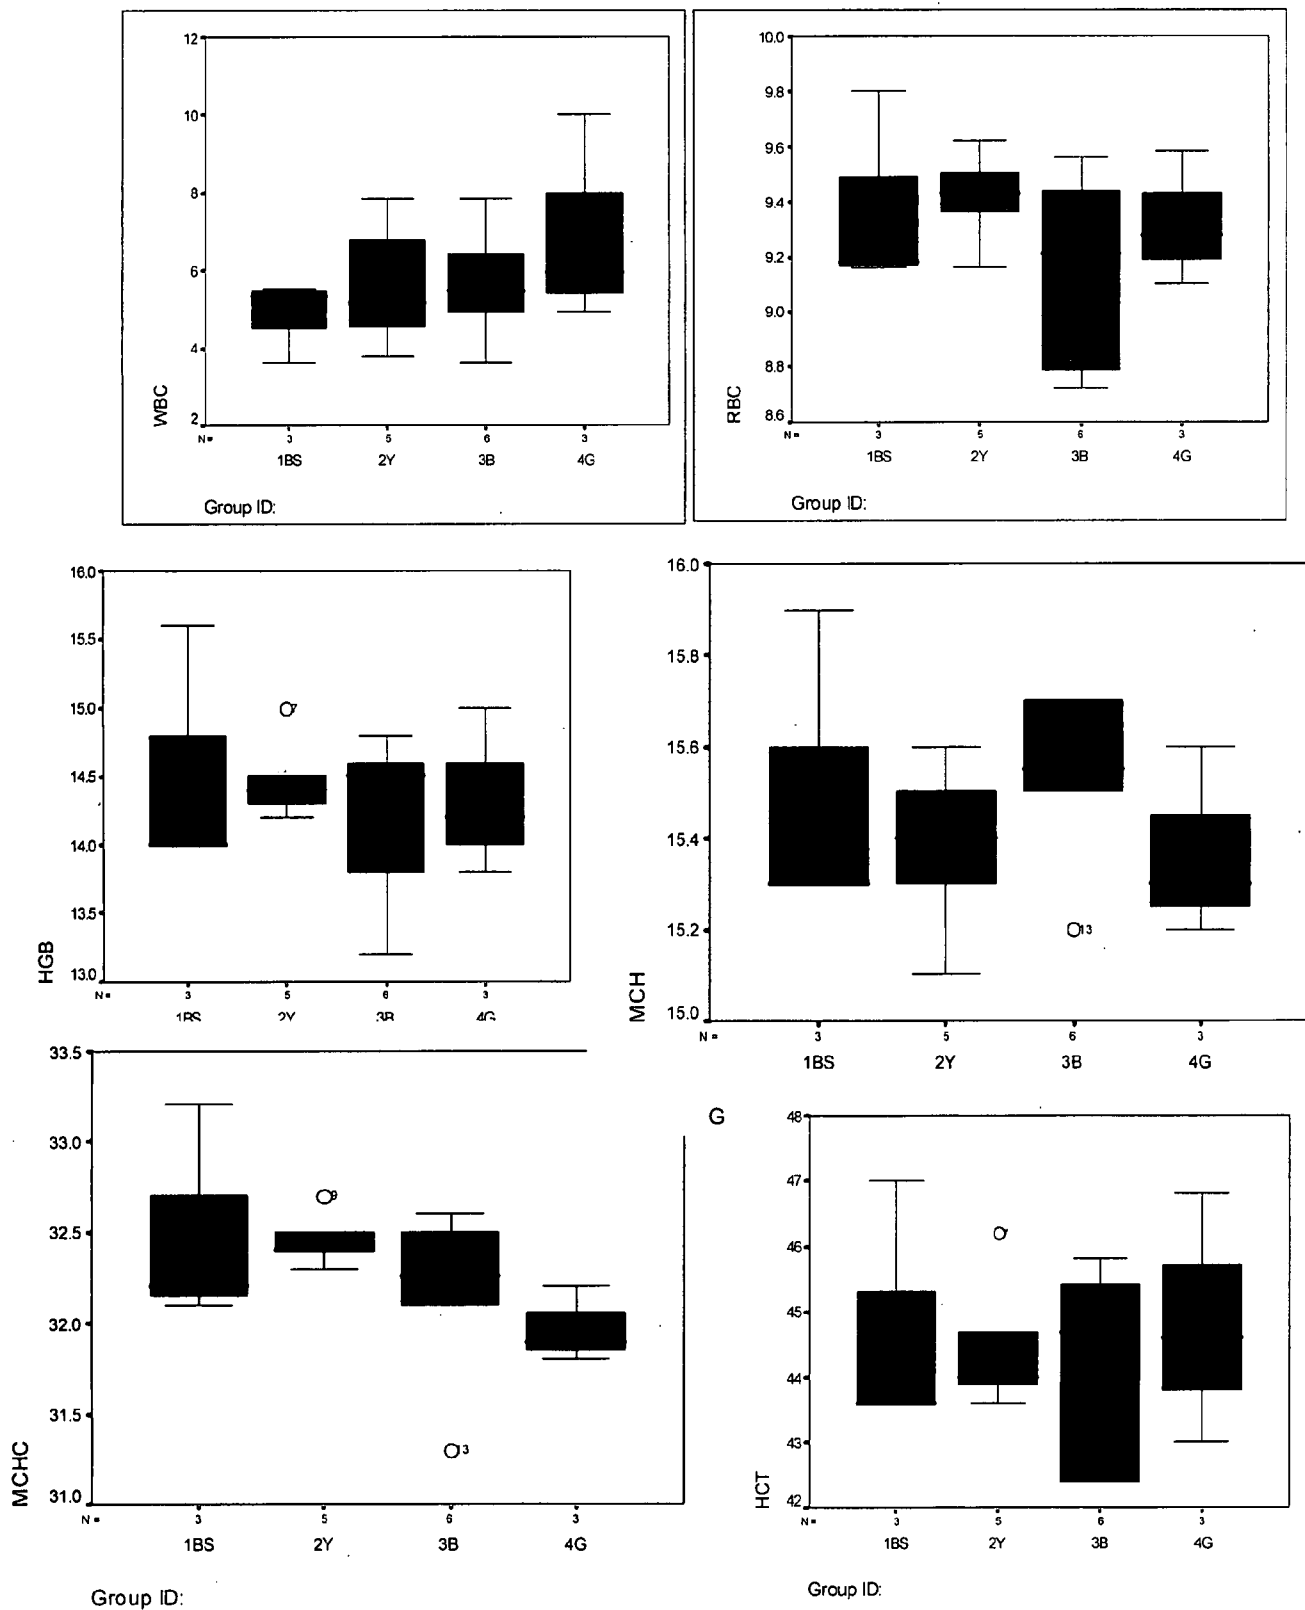 12
10
8
6
4
2
WBC
N = 3 5 6 3
1BS 2Y 3B 4G
Group ID:
10.0
9.8
9.6
9.4
9.2
9.0
8.8
8.6
RBC
N = 3 5 6 3
1BS 2Y 3B 4G
Group ID:
16.0
15.5
15.0
14.5
14.0
13.5
13.0
HGB
7
N = 3 5 6 3
1BS 2Y 3B 4G
16.0
15.8
15.6
15.4
15.2
15.0
MCH
13
N = 3 5 6 3
1BS 2Y 3B 4G
33.5
33.0
32.5
32.0
31.5
31.0
MCHC
9
13
N = 3 5 6 3
1BS 2Y 3B 4G
Group ID:
G
48
47
46
45
44
43
42
HCT
7
N = 3 5 6 3
1BS 2Y 3B 4G
Group ID: